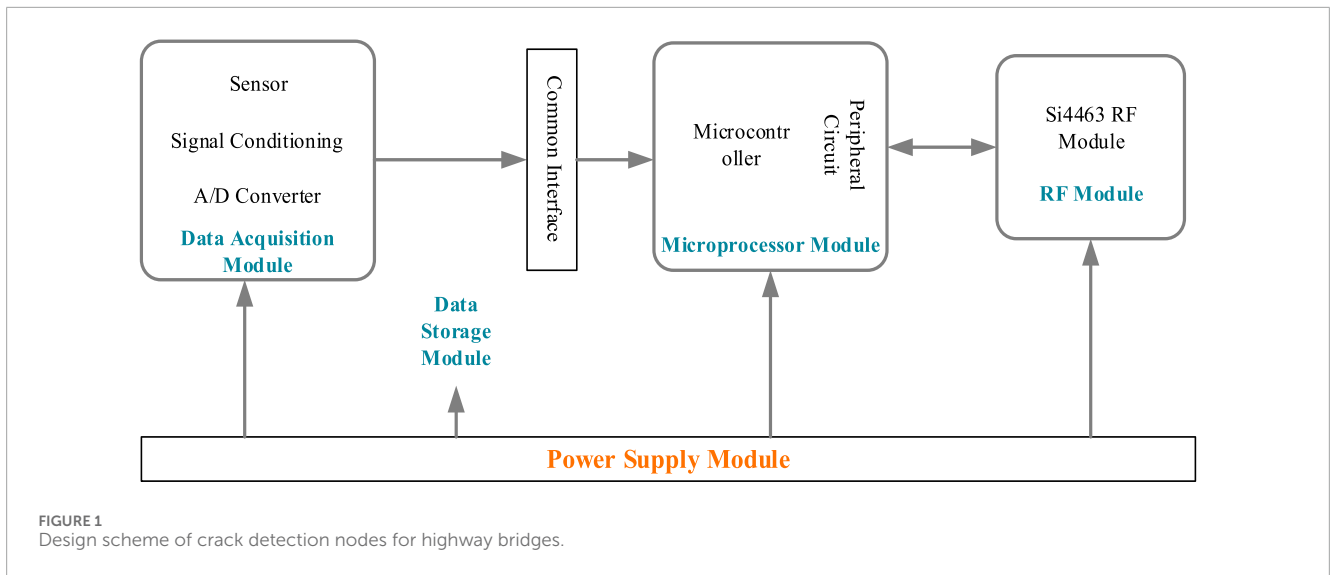 Sensor
Signal Conditioning
A/D Converter
Data Acquisition
Module
Common Interface
Microcontr
oller
Peripheral
Circuit
Microprocessor Module
Si4463 RF
Module
RF Module
Data
Storage
Module
Power Supply Module
FIGURE 1
Design scheme of crack detection nodes for highway bridges.